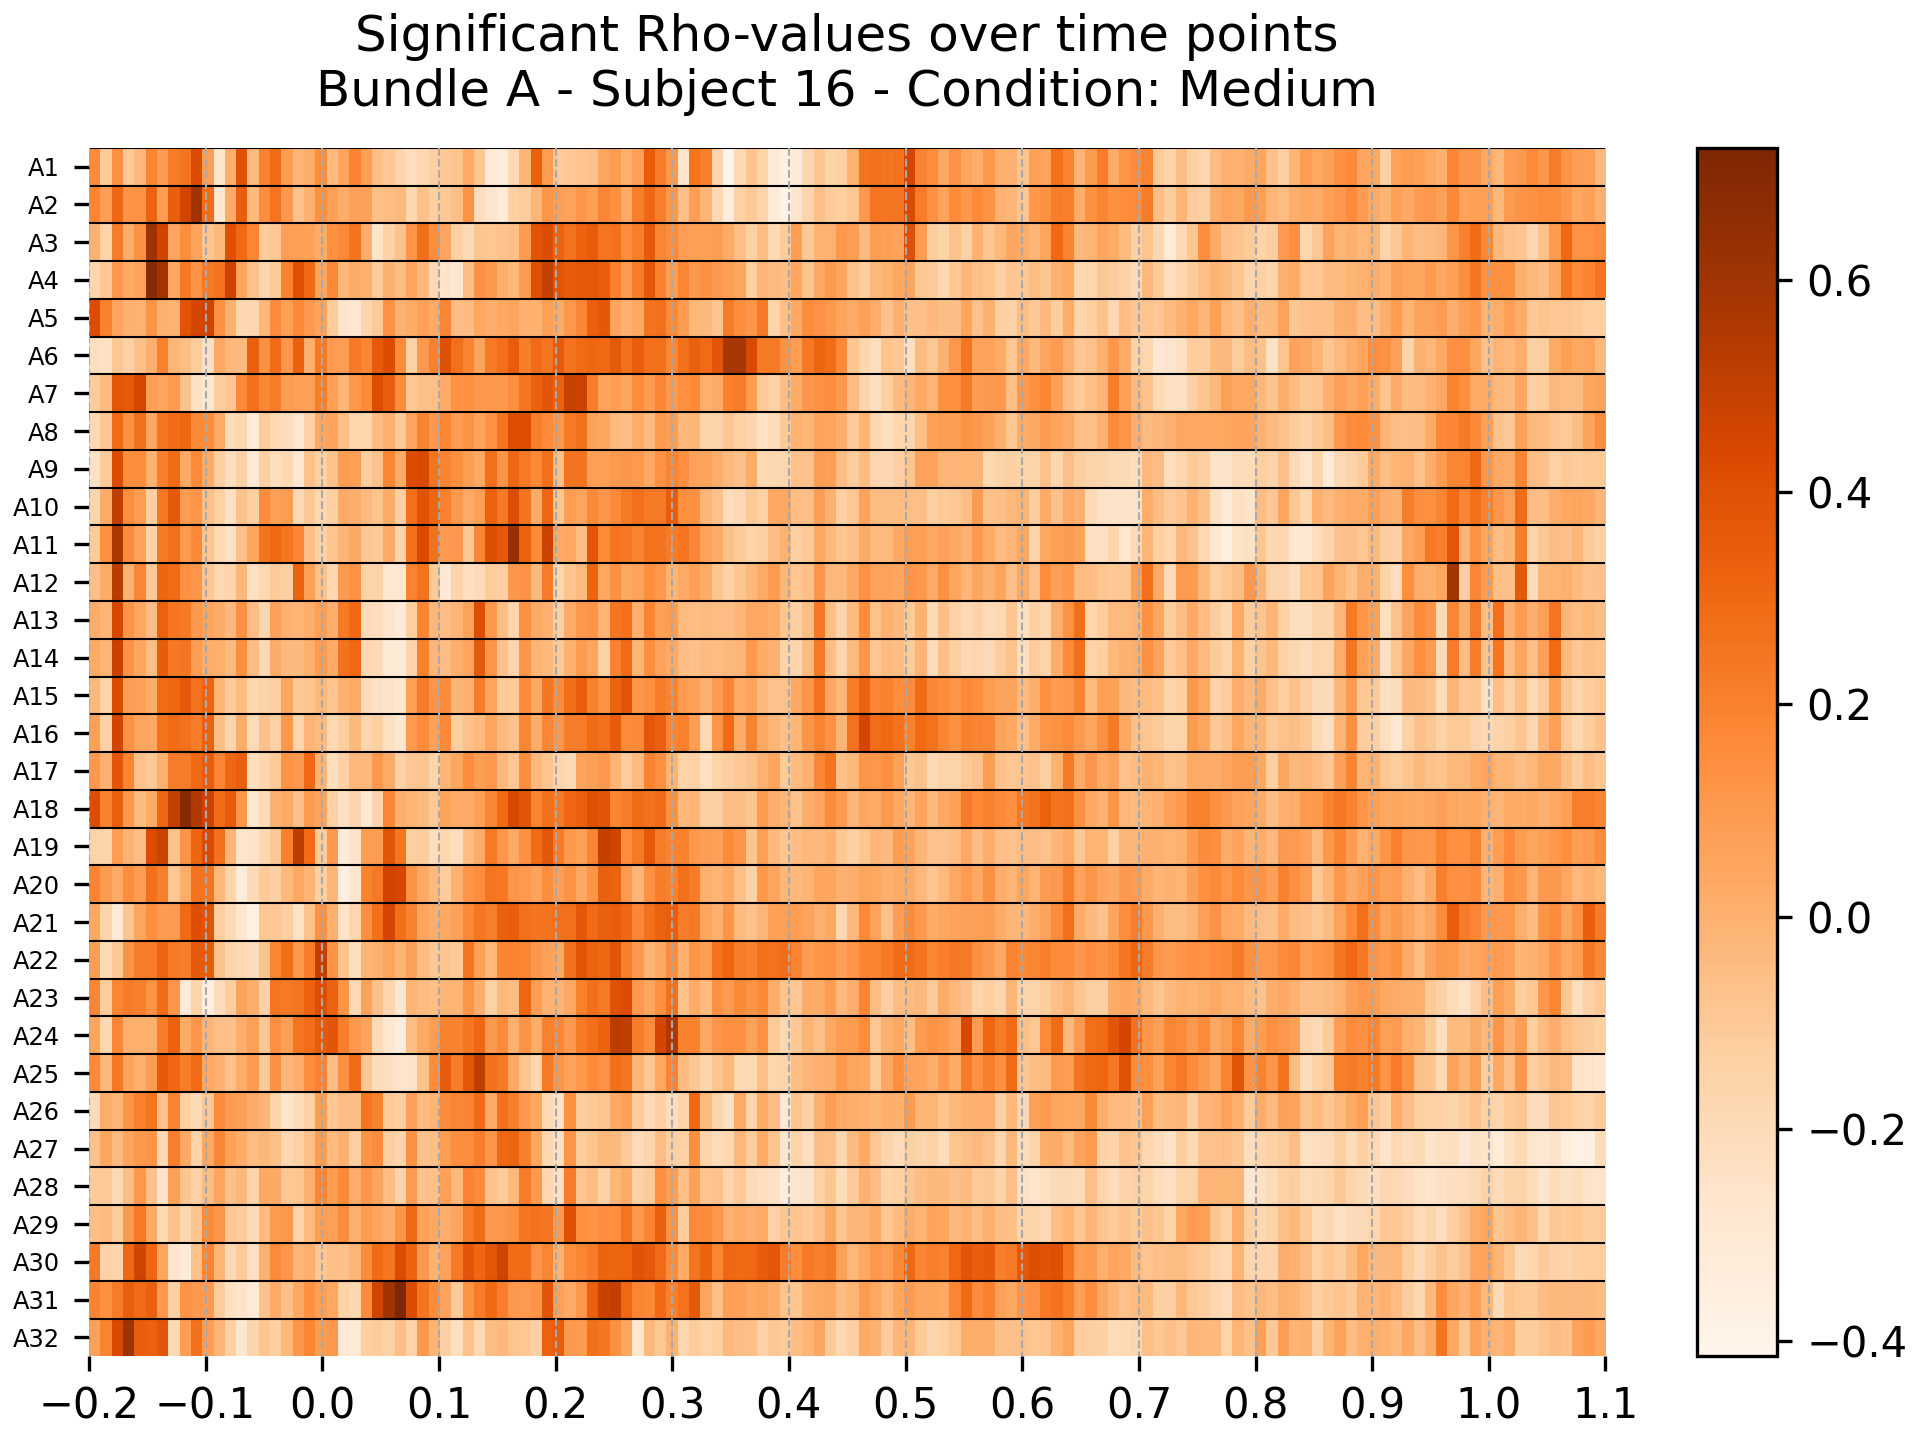 Significant Rho-values over time points
Bundle A - Subject 16 - Condition: Medium
A1
A2
A3
A4
A5
A6
A7
A8
A9
A10
A11
A12
A13
A14
A15
A16
A17
A18
A19
A20
A21
A22
A23
A24
A25
A26
A27
A28
A29
A30
A31
A32
−0.2 −0.1 0.0 0.1 0.2 0.3 0.4 0.5 0.6 0.7 0.8 0.9 1.0 1.1
0.6
0.4
0.2
0.0
−0.2
−0.4